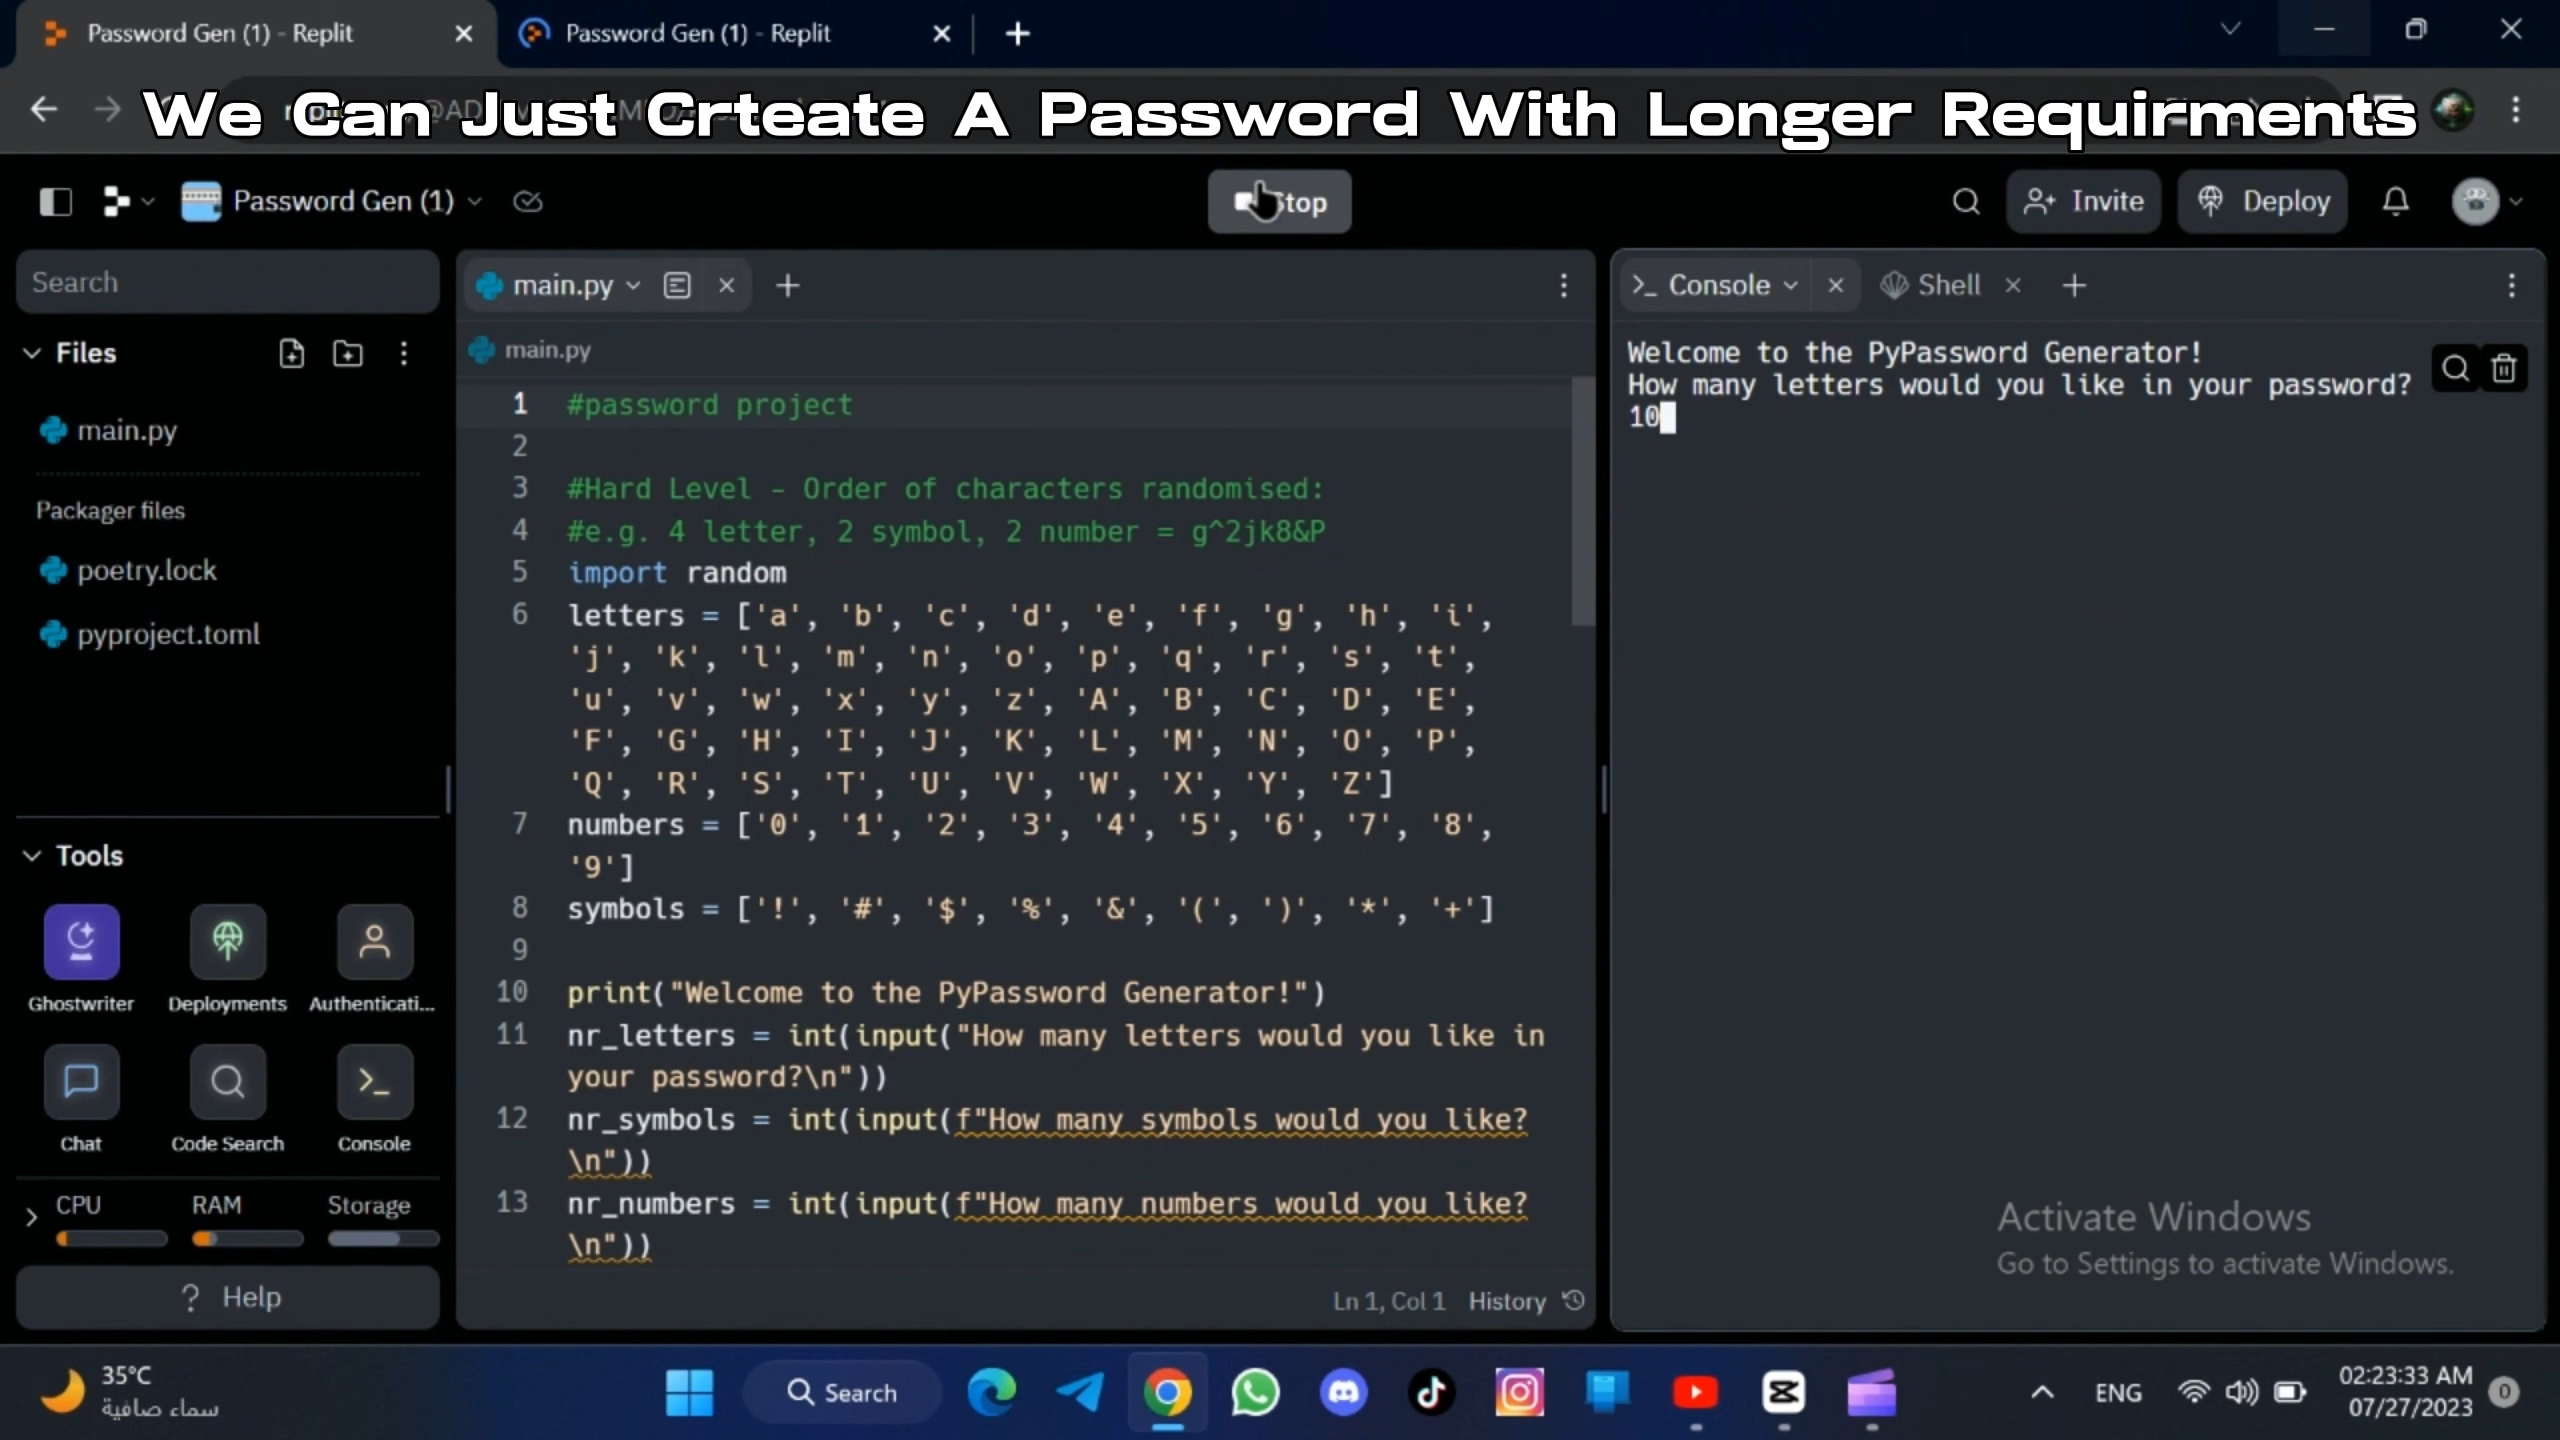 Password Gen (1) - Replit
Password Gen (1) - Replit
We Can Just Crteate A Password With Longer Requirments
Password Gen (1)
Stop
Invite
Deploy
Search
Files
main.py
Packager files
poetry.lock
pyproject.toml
Tools
Ghostwriter
Deployments
Authenticati...
Chat
Code Search
Console
CPU
RAM
Storage
? Help
main.py
main.py
1 #password project
2
3 #Hard Level - Order of characters randomised:
4 #e.g. 4 letter, 2 symbol, 2 number = g^2jk8&P
5 import random
6 letters = ['a', 'b', 'c', 'd', 'e', 'f', 'g', 'h', 'i',
'j', 'k', 'l', 'm', 'n', 'o', 'p', 'q', 'r', 's', 't',
'u', 'v', 'w', 'x', 'y', 'z', 'A', 'B', 'C', 'D', 'E',
'F', 'G', 'H', 'I', 'J', 'K', 'L', 'M', 'N', 'O', 'P',
'Q', 'R', 'S', 'T', 'U', 'V', 'W', 'X', 'Y', 'Z']
7 numbers = ['0', '1', '2', '3', '4', '5', '6', '7', '8',
'9']
8 symbols = ['!', '#', '$', '%', '&', '(', ')', '*', '+']
9
10 print("Welcome to the PyPassword Generator!")
11 nr_letters = int(input("How many letters would you like in
your password?\n"))
12 nr_symbols = int(input(f"How many symbols would you like?
\n"))
13 nr_numbers = int(input(f"How many numbers would you like?
\n"))
Ln 1, Col 1 History
Console
Shell
Welcome to the PyPassword Generator!
How many letters would you like in your password?
10
Activate Windows
Go to Settings to activate Windows.
35°C
سماء صافية
Search
ENG
02:23:33 AM
07/27/2023
0